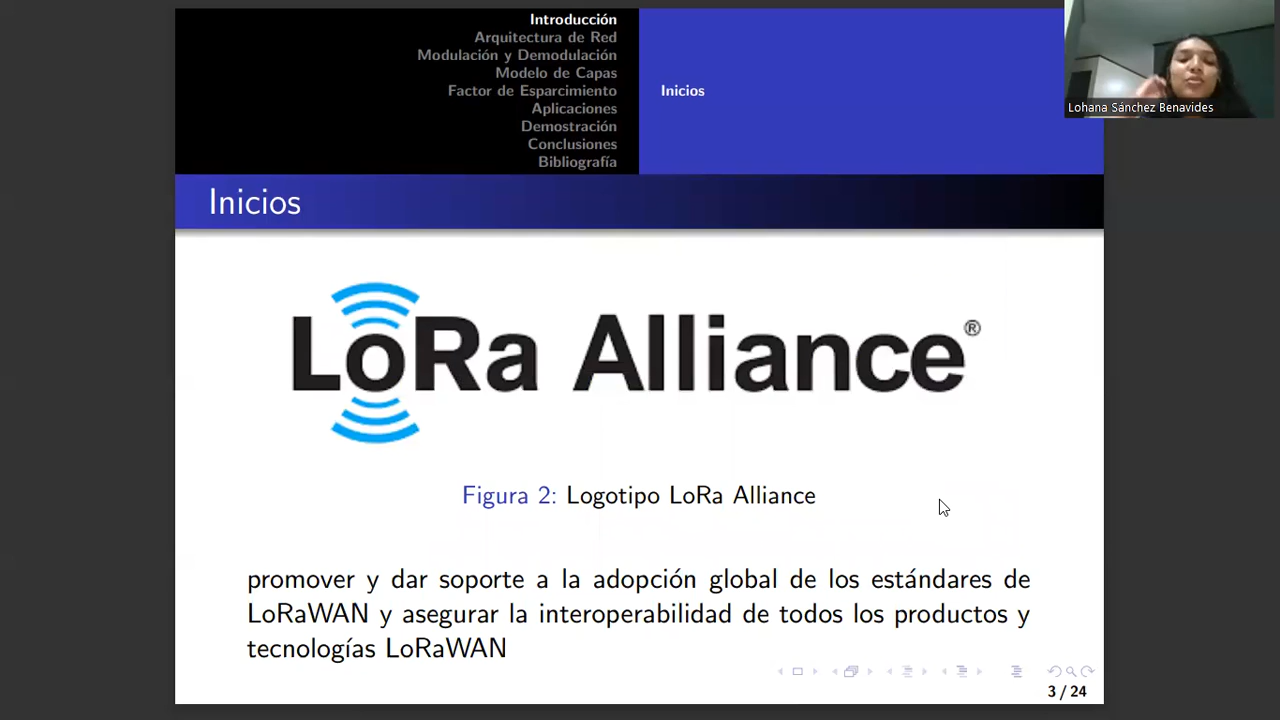 Introducción
Arquitectura de Red
Modulación y Demodulación
Modelo de Capas
Factor de Esparcimiento
Aplicaciones
Demostración
Conclusiones
Bibliografía
Inicios
Lohana Sánchez Benavides
Inicios
LoRa Alliance®
Figura 2: Logotipo LoRa Alliance
promover y dar soporte a la adopción global de los estándares de
LoRaWAN y asegurar la interoperabilidad de todos los productos y
tecnologías LoRaWAN
3 / 24